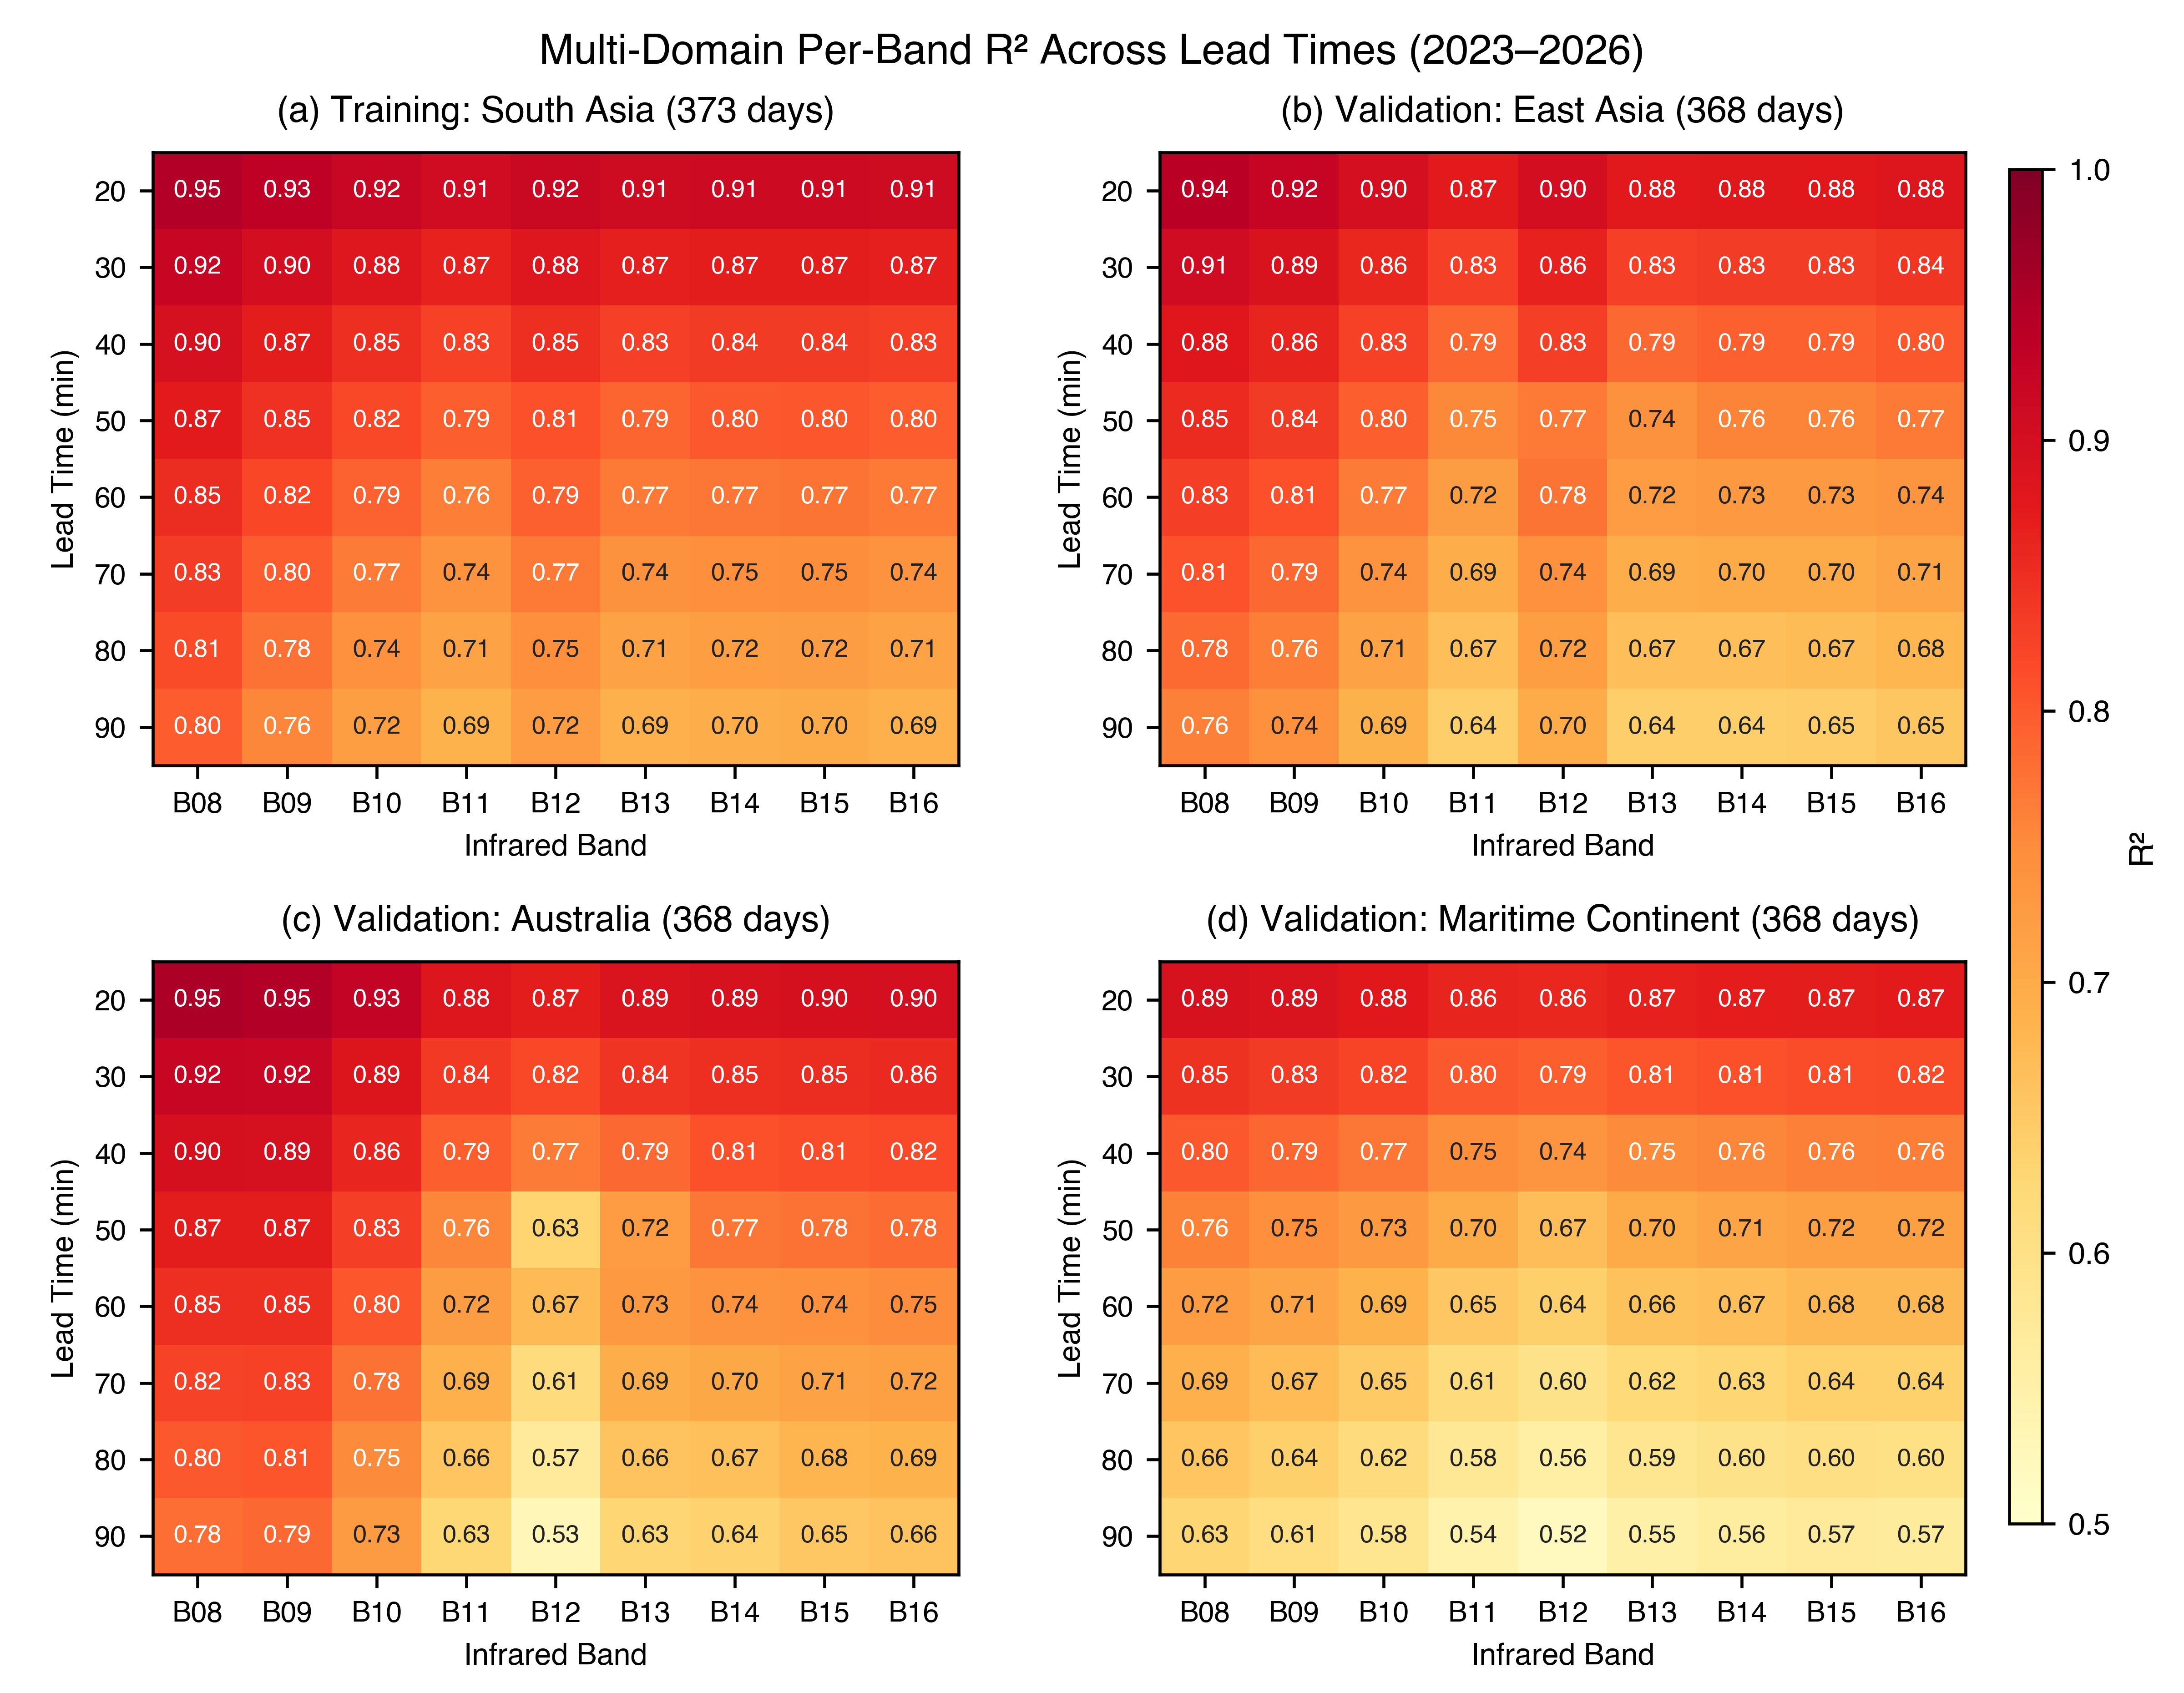 Multi-Domain Per-Band R² Across Lead Times (2023–2026)
(a) Training: South Asia (373 days)
Lead Time (min)
20 0.95 0.93 0.92 0.91 0.92 0.91 0.91 0.91 0.91
30 0.92 0.90 0.88 0.87 0.88 0.87 0.87 0.87 0.87
40 0.90 0.87 0.85 0.83 0.85 0.83 0.84 0.84 0.83
50 0.87 0.85 0.82 0.79 0.81 0.79 0.80 0.80 0.80
60 0.85 0.82 0.79 0.76 0.79 0.77 0.77 0.77 0.77
70 0.83 0.80 0.77 0.74 0.77 0.74 0.75 0.75 0.74
80 0.81 0.78 0.74 0.71 0.75 0.71 0.72 0.72 0.71
90 0.80 0.76 0.72 0.69 0.72 0.69 0.70 0.70 0.69
B08 B09 B10 B11 B12 B13 B14 B15 B16
Infrared Band
(b) Validation: East Asia (368 days)
Lead Time (min)
20 0.94 0.92 0.90 0.87 0.90 0.88 0.88 0.88 0.88
30 0.91 0.89 0.86 0.83 0.86 0.83 0.83 0.83 0.84
40 0.88 0.86 0.83 0.79 0.83 0.79 0.79 0.79 0.80
50 0.85 0.84 0.80 0.75 0.77 0.74 0.76 0.76 0.77
60 0.83 0.81 0.77 0.72 0.78 0.72 0.73 0.73 0.74
70 0.81 0.79 0.74 0.69 0.74 0.69 0.70 0.70 0.71
80 0.78 0.76 0.71 0.67 0.72 0.67 0.67 0.67 0.68
90 0.76 0.74 0.69 0.64 0.70 0.64 0.64 0.65 0.65
B08 B09 B10 B11 B12 B13 B14 B15 B16
Infrared Band
(c) Validation: Australia (368 days)
Lead Time (min)
20 0.95 0.95 0.93 0.88 0.87 0.89 0.89 0.90 0.90
30 0.92 0.92 0.89 0.84 0.82 0.84 0.85 0.85 0.86
40 0.90 0.89 0.86 0.79 0.77 0.79 0.81 0.81 0.82
50 0.87 0.87 0.83 0.76 0.63 0.72 0.77 0.78 0.78
60 0.85 0.85 0.80 0.72 0.67 0.73 0.74 0.74 0.75
70 0.82 0.83 0.78 0.69 0.61 0.69 0.70 0.71 0.72
80 0.80 0.81 0.75 0.66 0.57 0.66 0.67 0.68 0.69
90 0.78 0.79 0.73 0.63 0.53 0.63 0.64 0.65 0.66
B08 B09 B10 B11 B12 B13 B14 B15 B16
Infrared Band
(d) Validation: Maritime Continent (368 days)
Lead Time (min)
20 0.89 0.89 0.88 0.86 0.86 0.87 0.87 0.87 0.87
30 0.85 0.83 0.82 0.80 0.79 0.81 0.81 0.81 0.82
40 0.80 0.79 0.77 0.75 0.74 0.75 0.76 0.76 0.76
50 0.76 0.75 0.73 0.70 0.67 0.70 0.71 0.72 0.72
60 0.72 0.71 0.69 0.65 0.64 0.66 0.67 0.68 0.68
70 0.69 0.67 0.65 0.61 0.60 0.62 0.63 0.64 0.64
80 0.66 0.64 0.62 0.58 0.56 0.59 0.60 0.60 0.60
90 0.63 0.61 0.58 0.54 0.52 0.55 0.56 0.57 0.57
B08 B09 B10 B11 B12 B13 B14 B15 B16
Infrared Band
1.0
0.9
0.8
0.7
0.6
0.5
R²